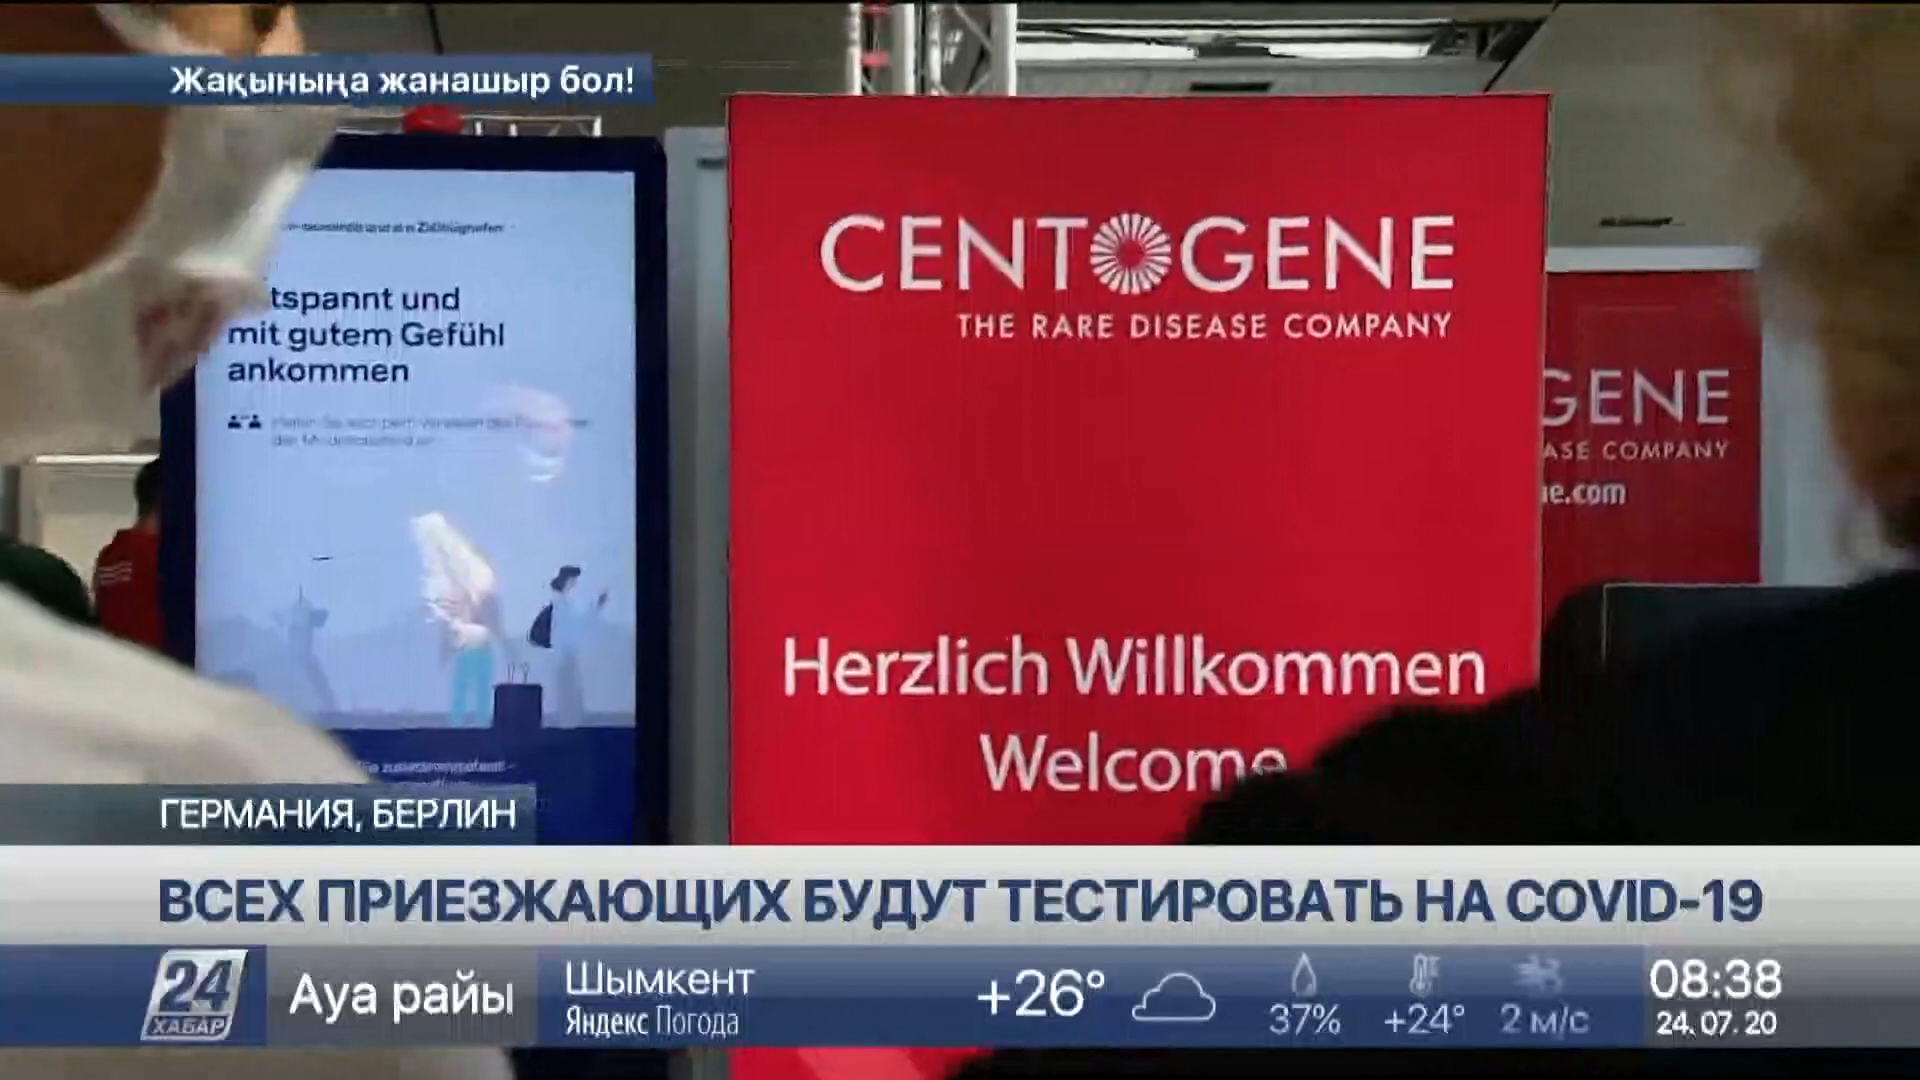 Жақыныңа жанашыр бол!
Zielflughafen
tspannt und
mit gutem Gefühl
ankommen
CENTOGENE
THE RARE DISEASE COMPANY
GENE
ASE COMPANY
ne.com
Herzlich Willkommen
Welcome
ГЕРМАНИЯ, БЕРЛИН
ВСЕХ ПРИЕЗЖАЮЩИХ БУДУТ ТЕСТИРОВАТЬ НА COVID-19
24
ХАБАР
Ауа райы
Шымкент
Яндекс Погода
+26°
37%
+24°
2 м/с
08:38
24.07.20